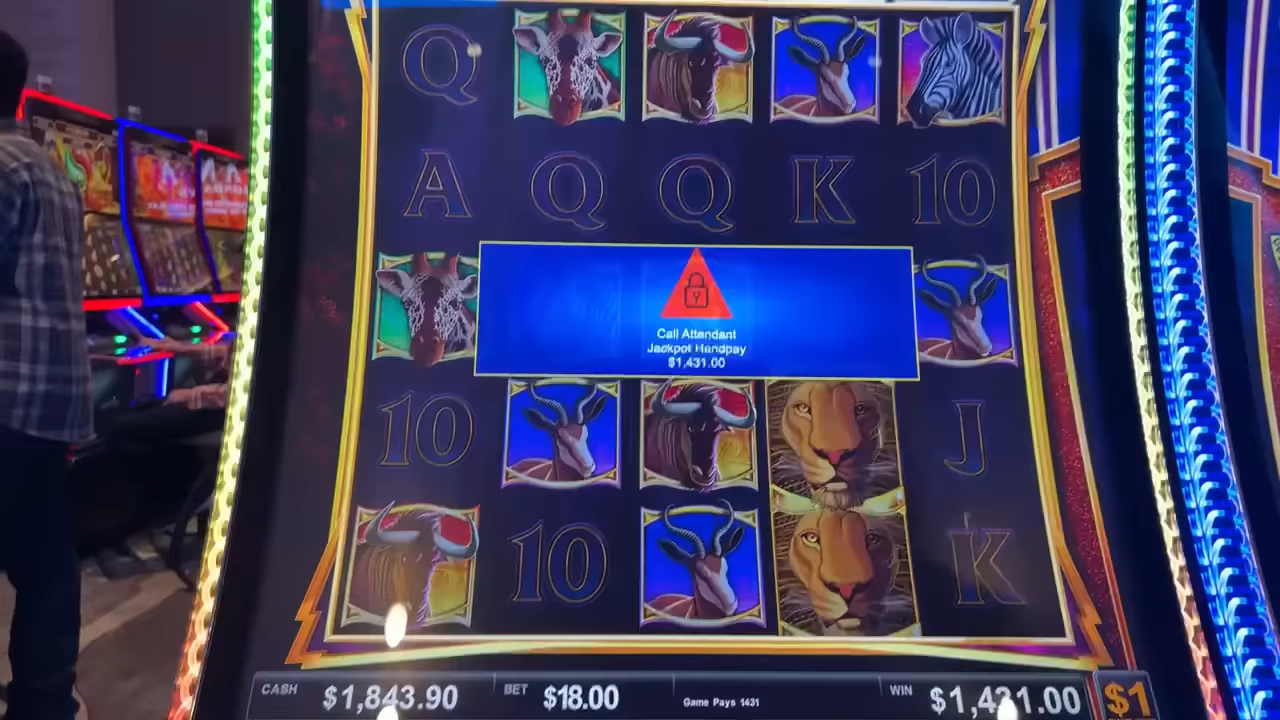 Q
A Q Q K 10
Call Attendant
Jackpot Handpay
$1,431.00
10 J
10 K
CASH $1,843.90 BET $18.00 Game Pays 1431 WIN $1,431.00 $1